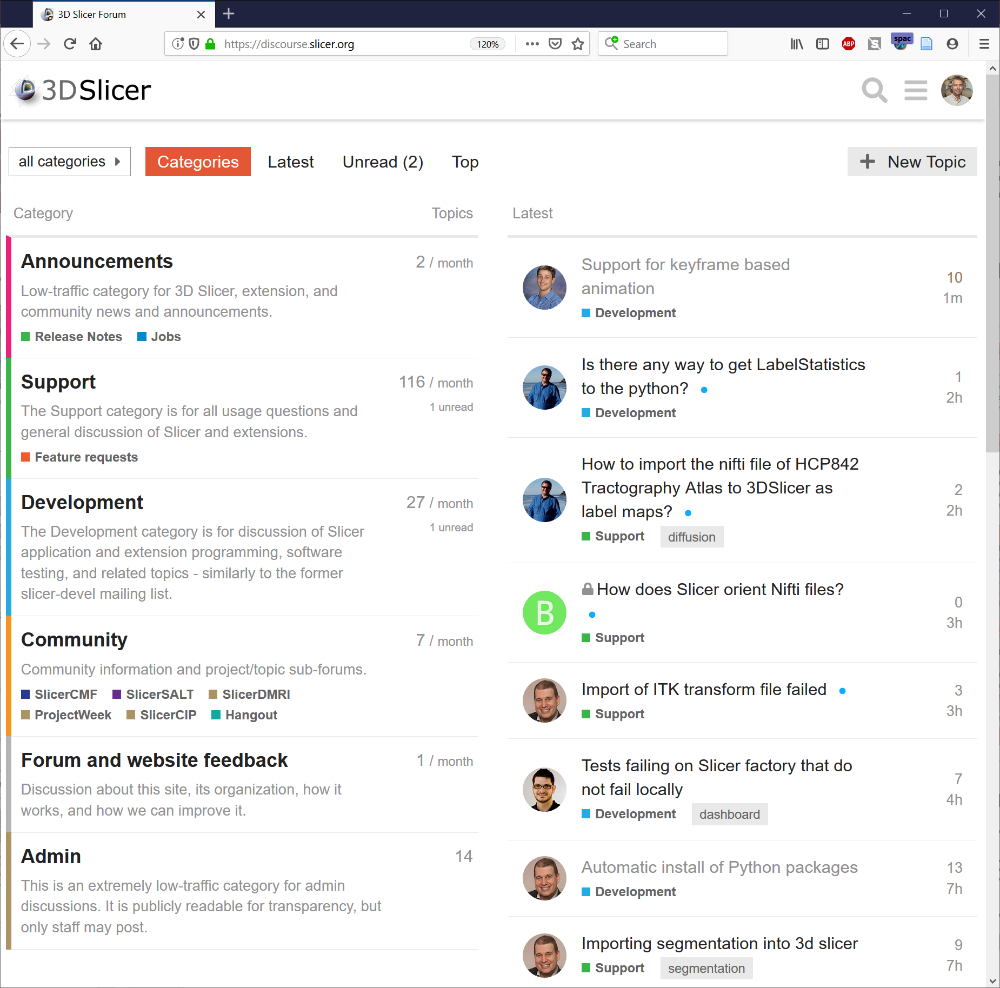 3D Slicer Forum
https://discourse.slicer.org
120%
Search
ABP
S
spac
3DSlicer
all categories
Categories
Latest
Unread (2)
Top
New Topic
Category
Topics
Announcements
2 / month
Low-traffic category for 3D Slicer, extension, and
community news and announcements.
Release Notes
Jobs
Support
116 / month
1 unread
The Support category is for all usage questions and
general discussion of Slicer and extensions.
Feature requests
Development
27 / month
1 unread
The Development category is for discussion of Slicer
application and extension programming, software
testing, and related topics - similarly to the former
slicer-devel mailing list.
Community
7 / month
Community information and project/topic sub-forums.
SlicerCMF
SlicerSALT
SlicerDMRI
ProjectWeek
SlicerCIP
Hangout
Forum and website feedback
1 / month
Discussion about this site, its organization, how it
works, and how we can improve it.
Admin
14
This is an extremely low-traffic category for admin
discussions. It is publicly readable for transparency, but
only staff may post.
Latest
Support for keyframe based
animation
Development
10
1m
Is there any way to get LabelStatistics
to the python?
Development
1
2h
How to import the nifti file of HCP842
Tractography Atlas to 3DSlicer as
label maps?
Support
diffusion
2
2h
B
How does Slicer orient Nifti files?
Support
0
3h
Import of ITK transform file failed
Support
3
3h
Tests failing on Slicer factory that do
not fail locally
Development
dashboard
7
4h
Automatic install of Python packages
Development
13
7h
Importing segmentation into 3d slicer
Support
segmentation
9
7h